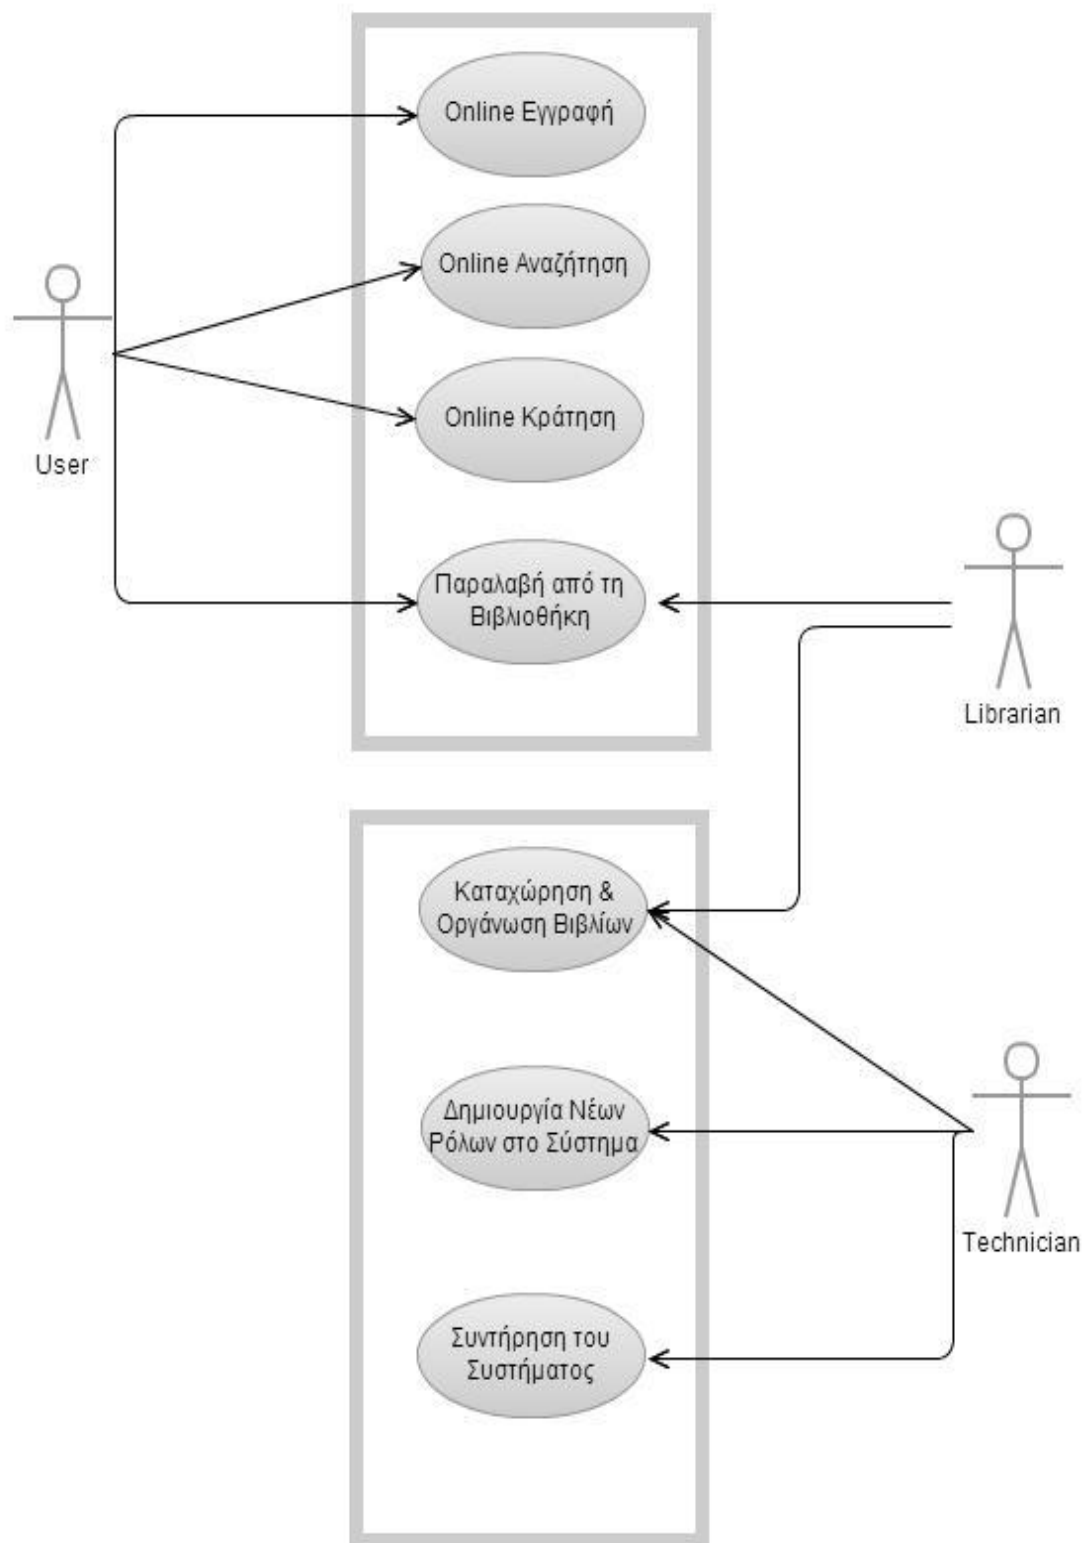 Online Εγγραφή
Online Αναζήτηση
Online Κράτηση
User
Παραλαβή από τη
Βιβλιοθήκη
Librarian
Καταχώρηση &
Οργάνωση Βιβλίων
Δημιουργία Νέων
Ρόλων στο Σύστημα
Technician
Συντήρηση του
Συστήματος